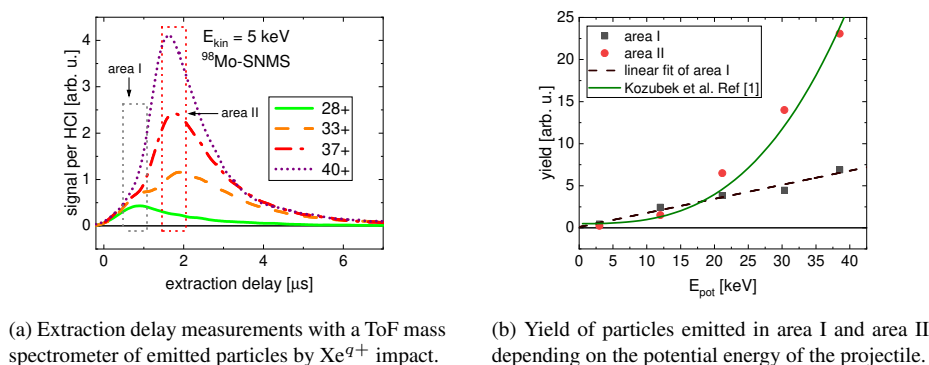 (a)
E_kin = 5 keV
⁹⁸Mo-SNMS
area I
area II
28+
33+
37+
40+
signal per HCl [arb. u.]
4
3
2
1
0
0 2 4 6
extraction delay [µs]
(b)
area I
area II
linear fit of area I
Kozubek et al. Ref [1]
yield [arb. u.]
25
20
15
10
5
0
0 5 10 15 20 25 30 35 40
E_pot [keV]
(a) Extraction delay measurements with a ToF mass
spectrometer of emitted particles by Xe^q+ impact.
(b) Yield of particles emitted in area I and area II
depending on the potential energy of the projectile.